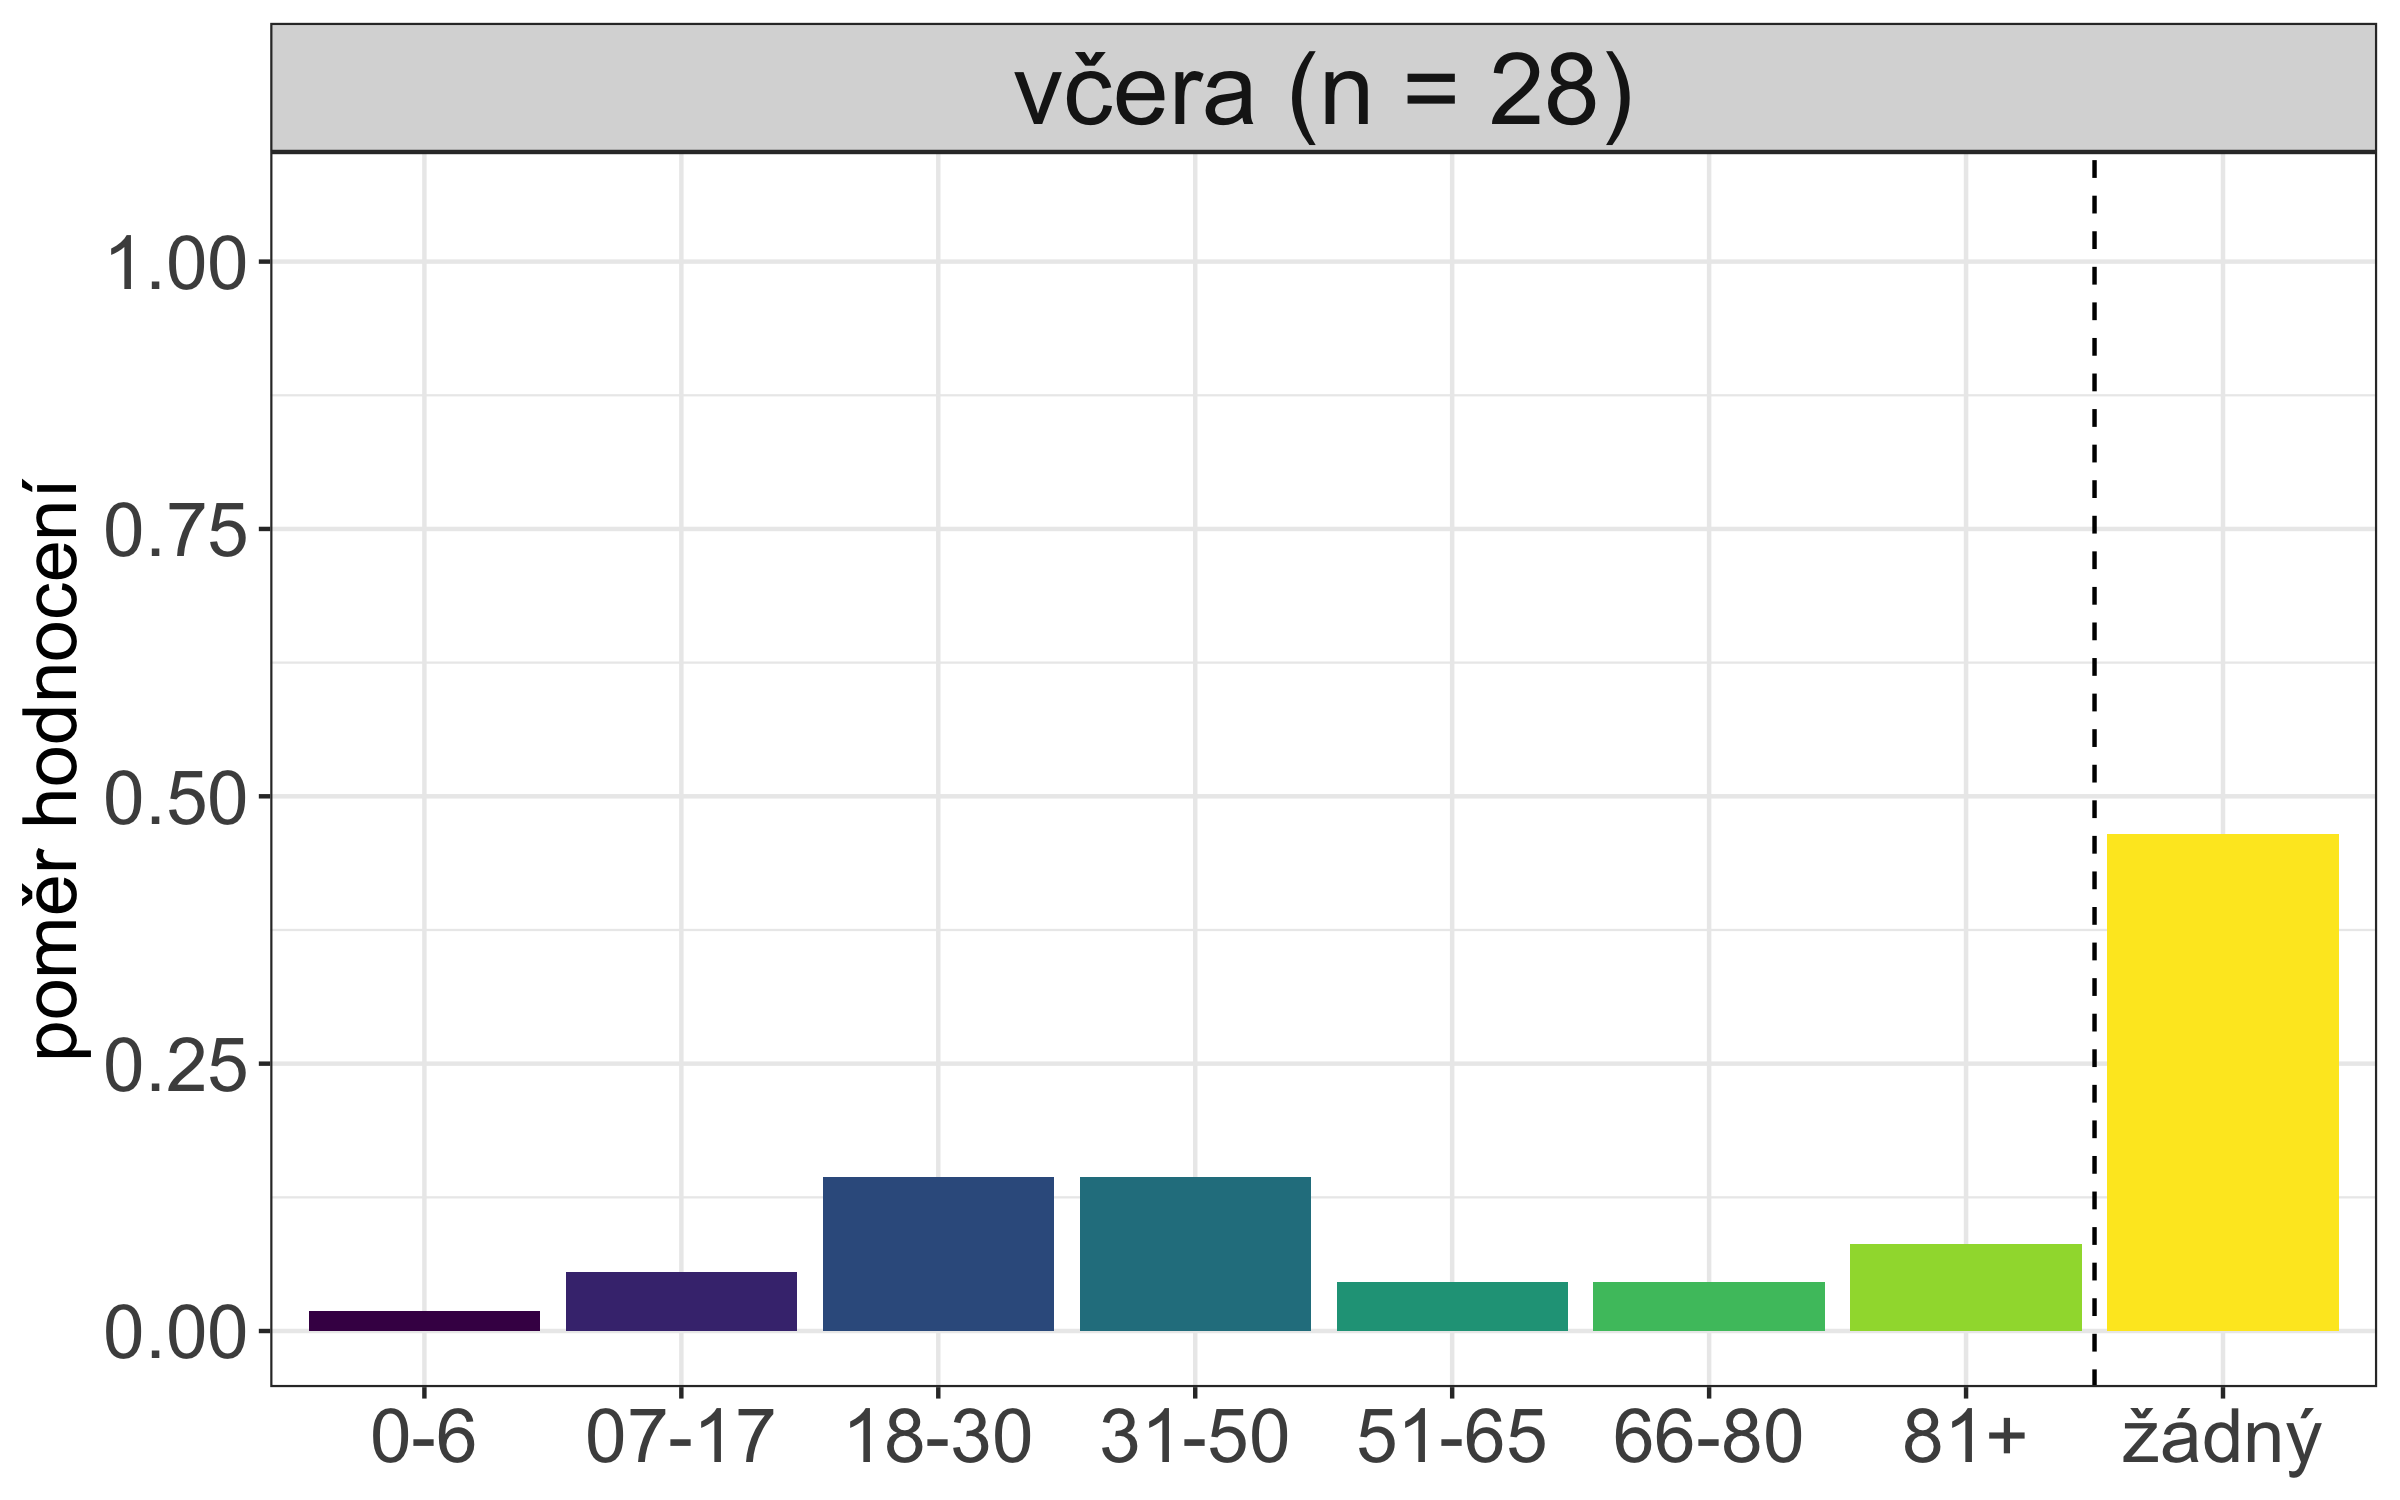 včera (n = 28)
poměr hodnocení
1.00
0.75
0.50
0.25
0.00
0-6 07-17 18-30 31-50 51-65 66-80 81+ žádný